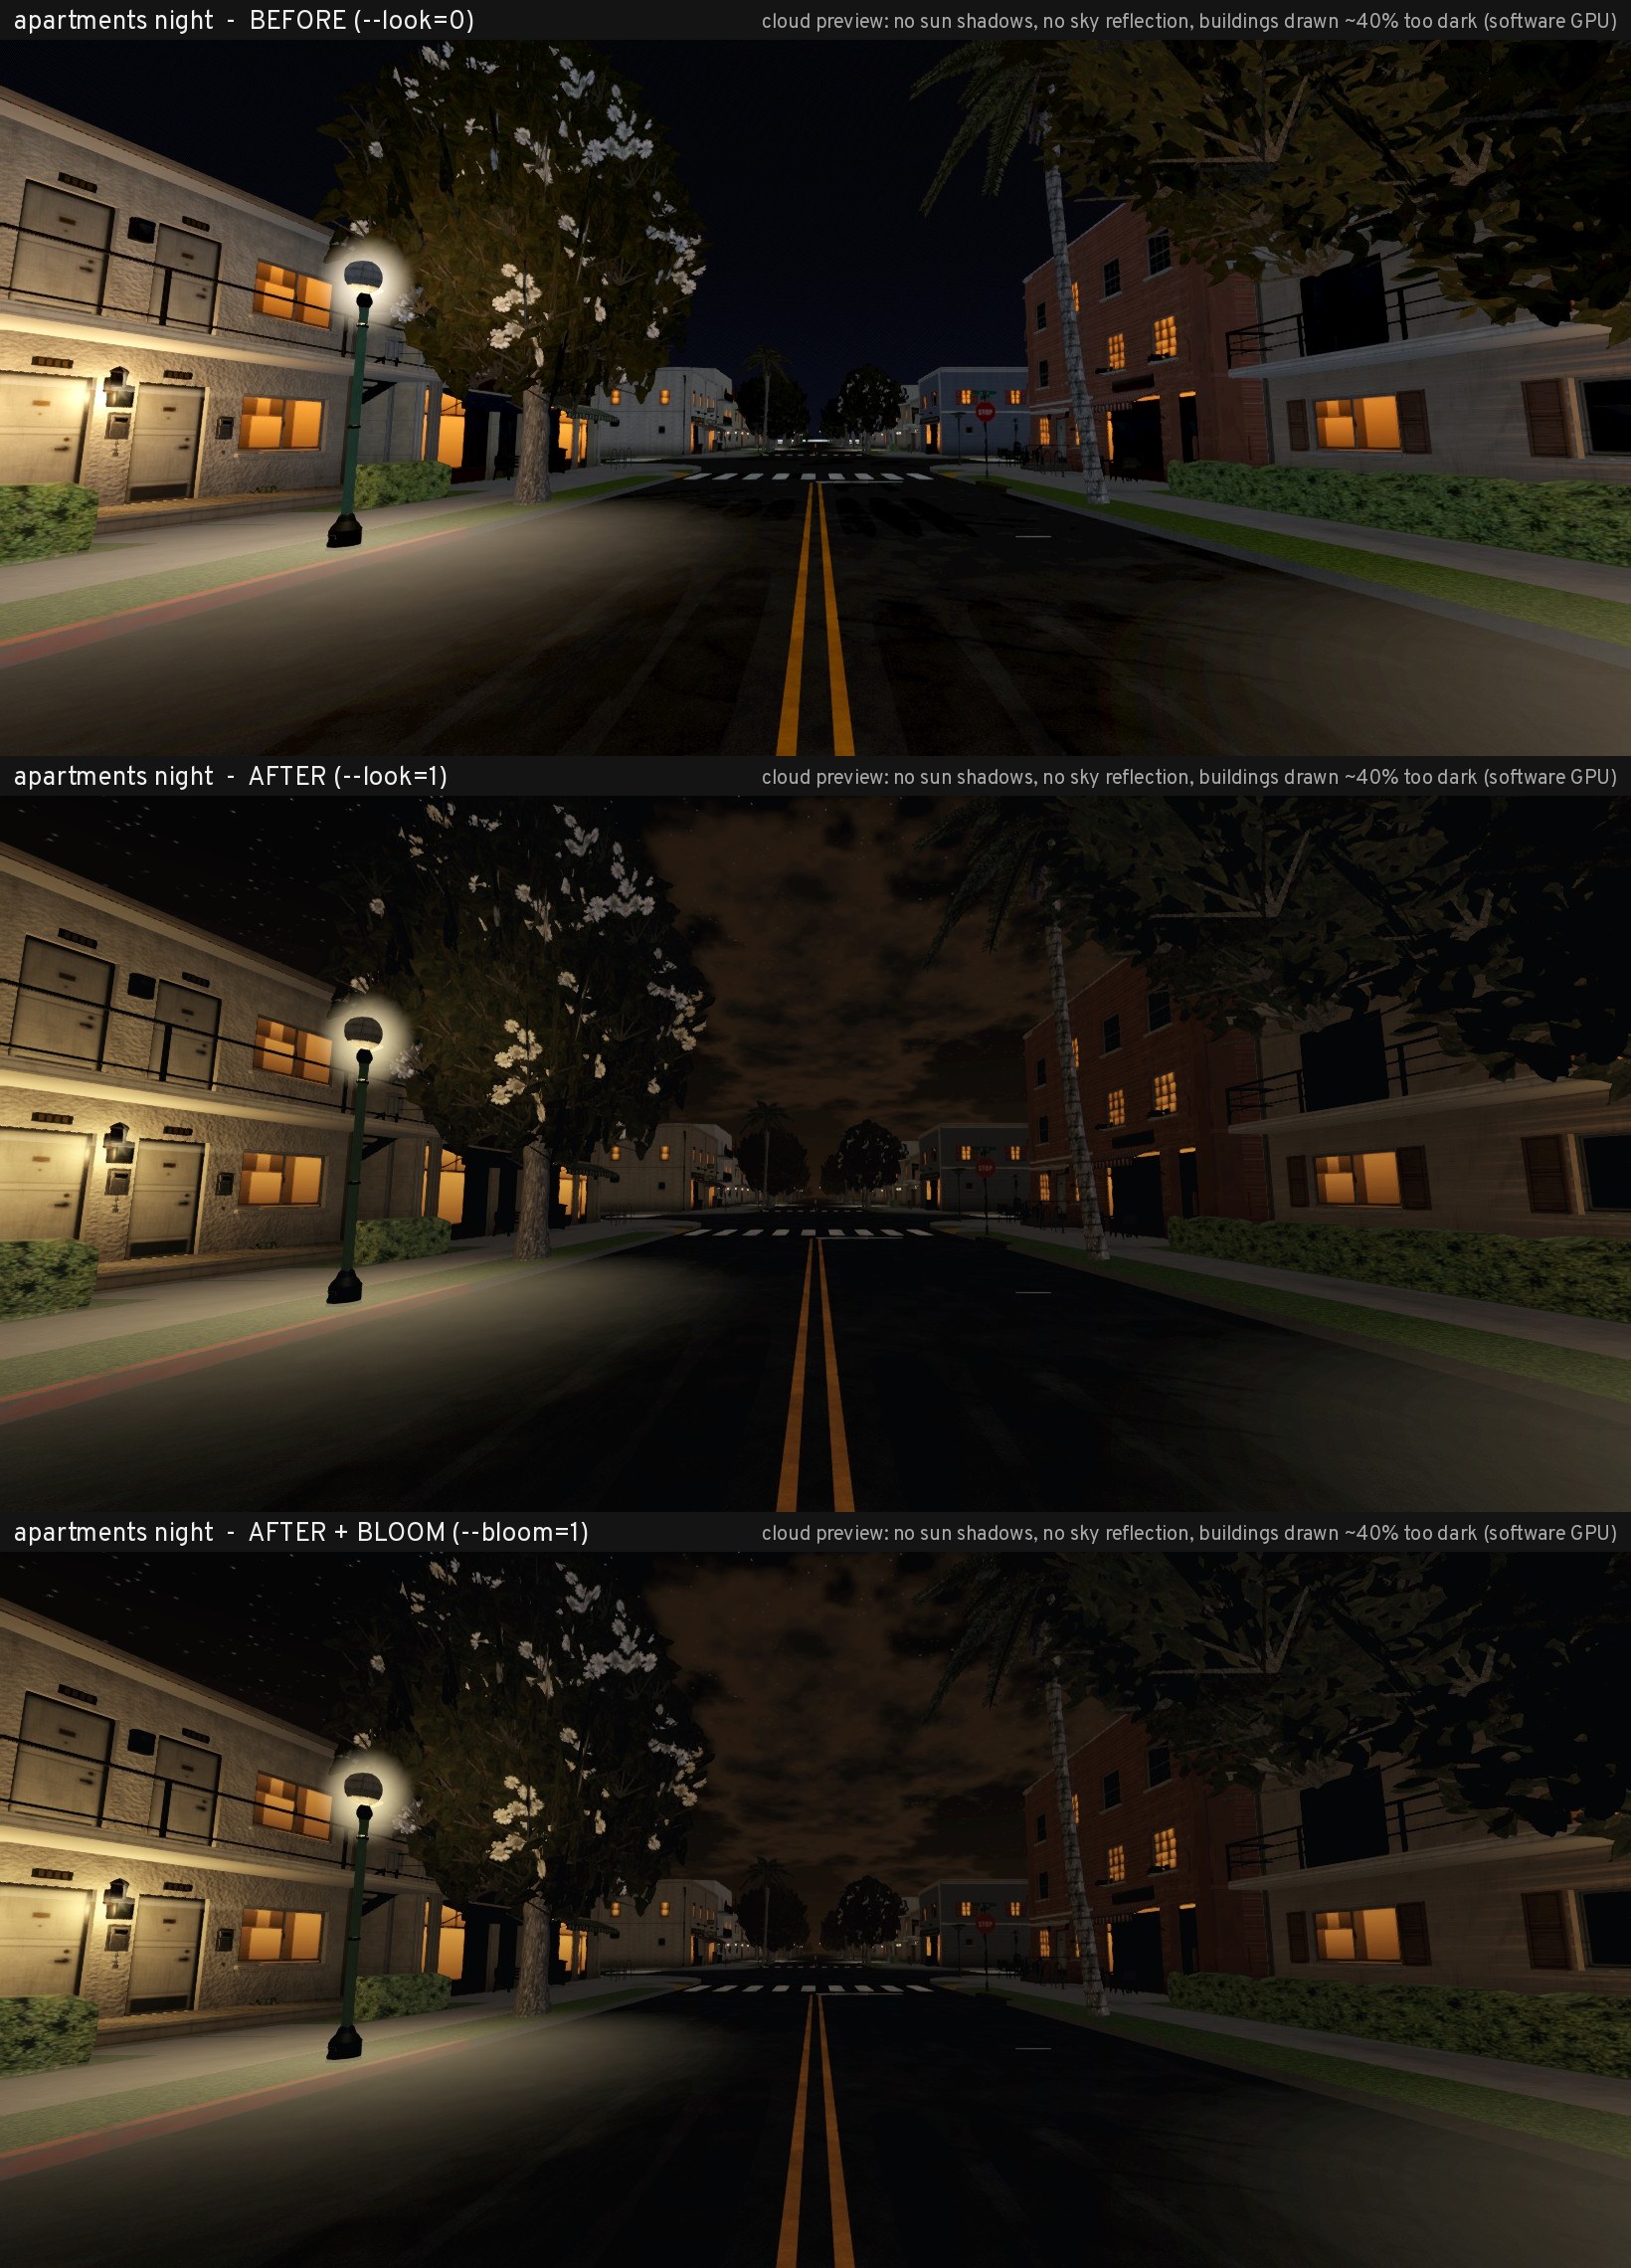 apartments night - BEFORE (--look=0) cloud preview: no sun shadows, no sky reflection, buildings drawn ~40% too dark (software GPU)
STOP
apartments night - AFTER (--look=1) cloud preview: no sun shadows, no sky reflection, buildings drawn ~40% too dark (software GPU)
STOP
apartments night - AFTER + BLOOM (--bloom=1) cloud preview: no sun shadows, no sky reflection, buildings drawn ~40% too dark (software GPU)
STOP